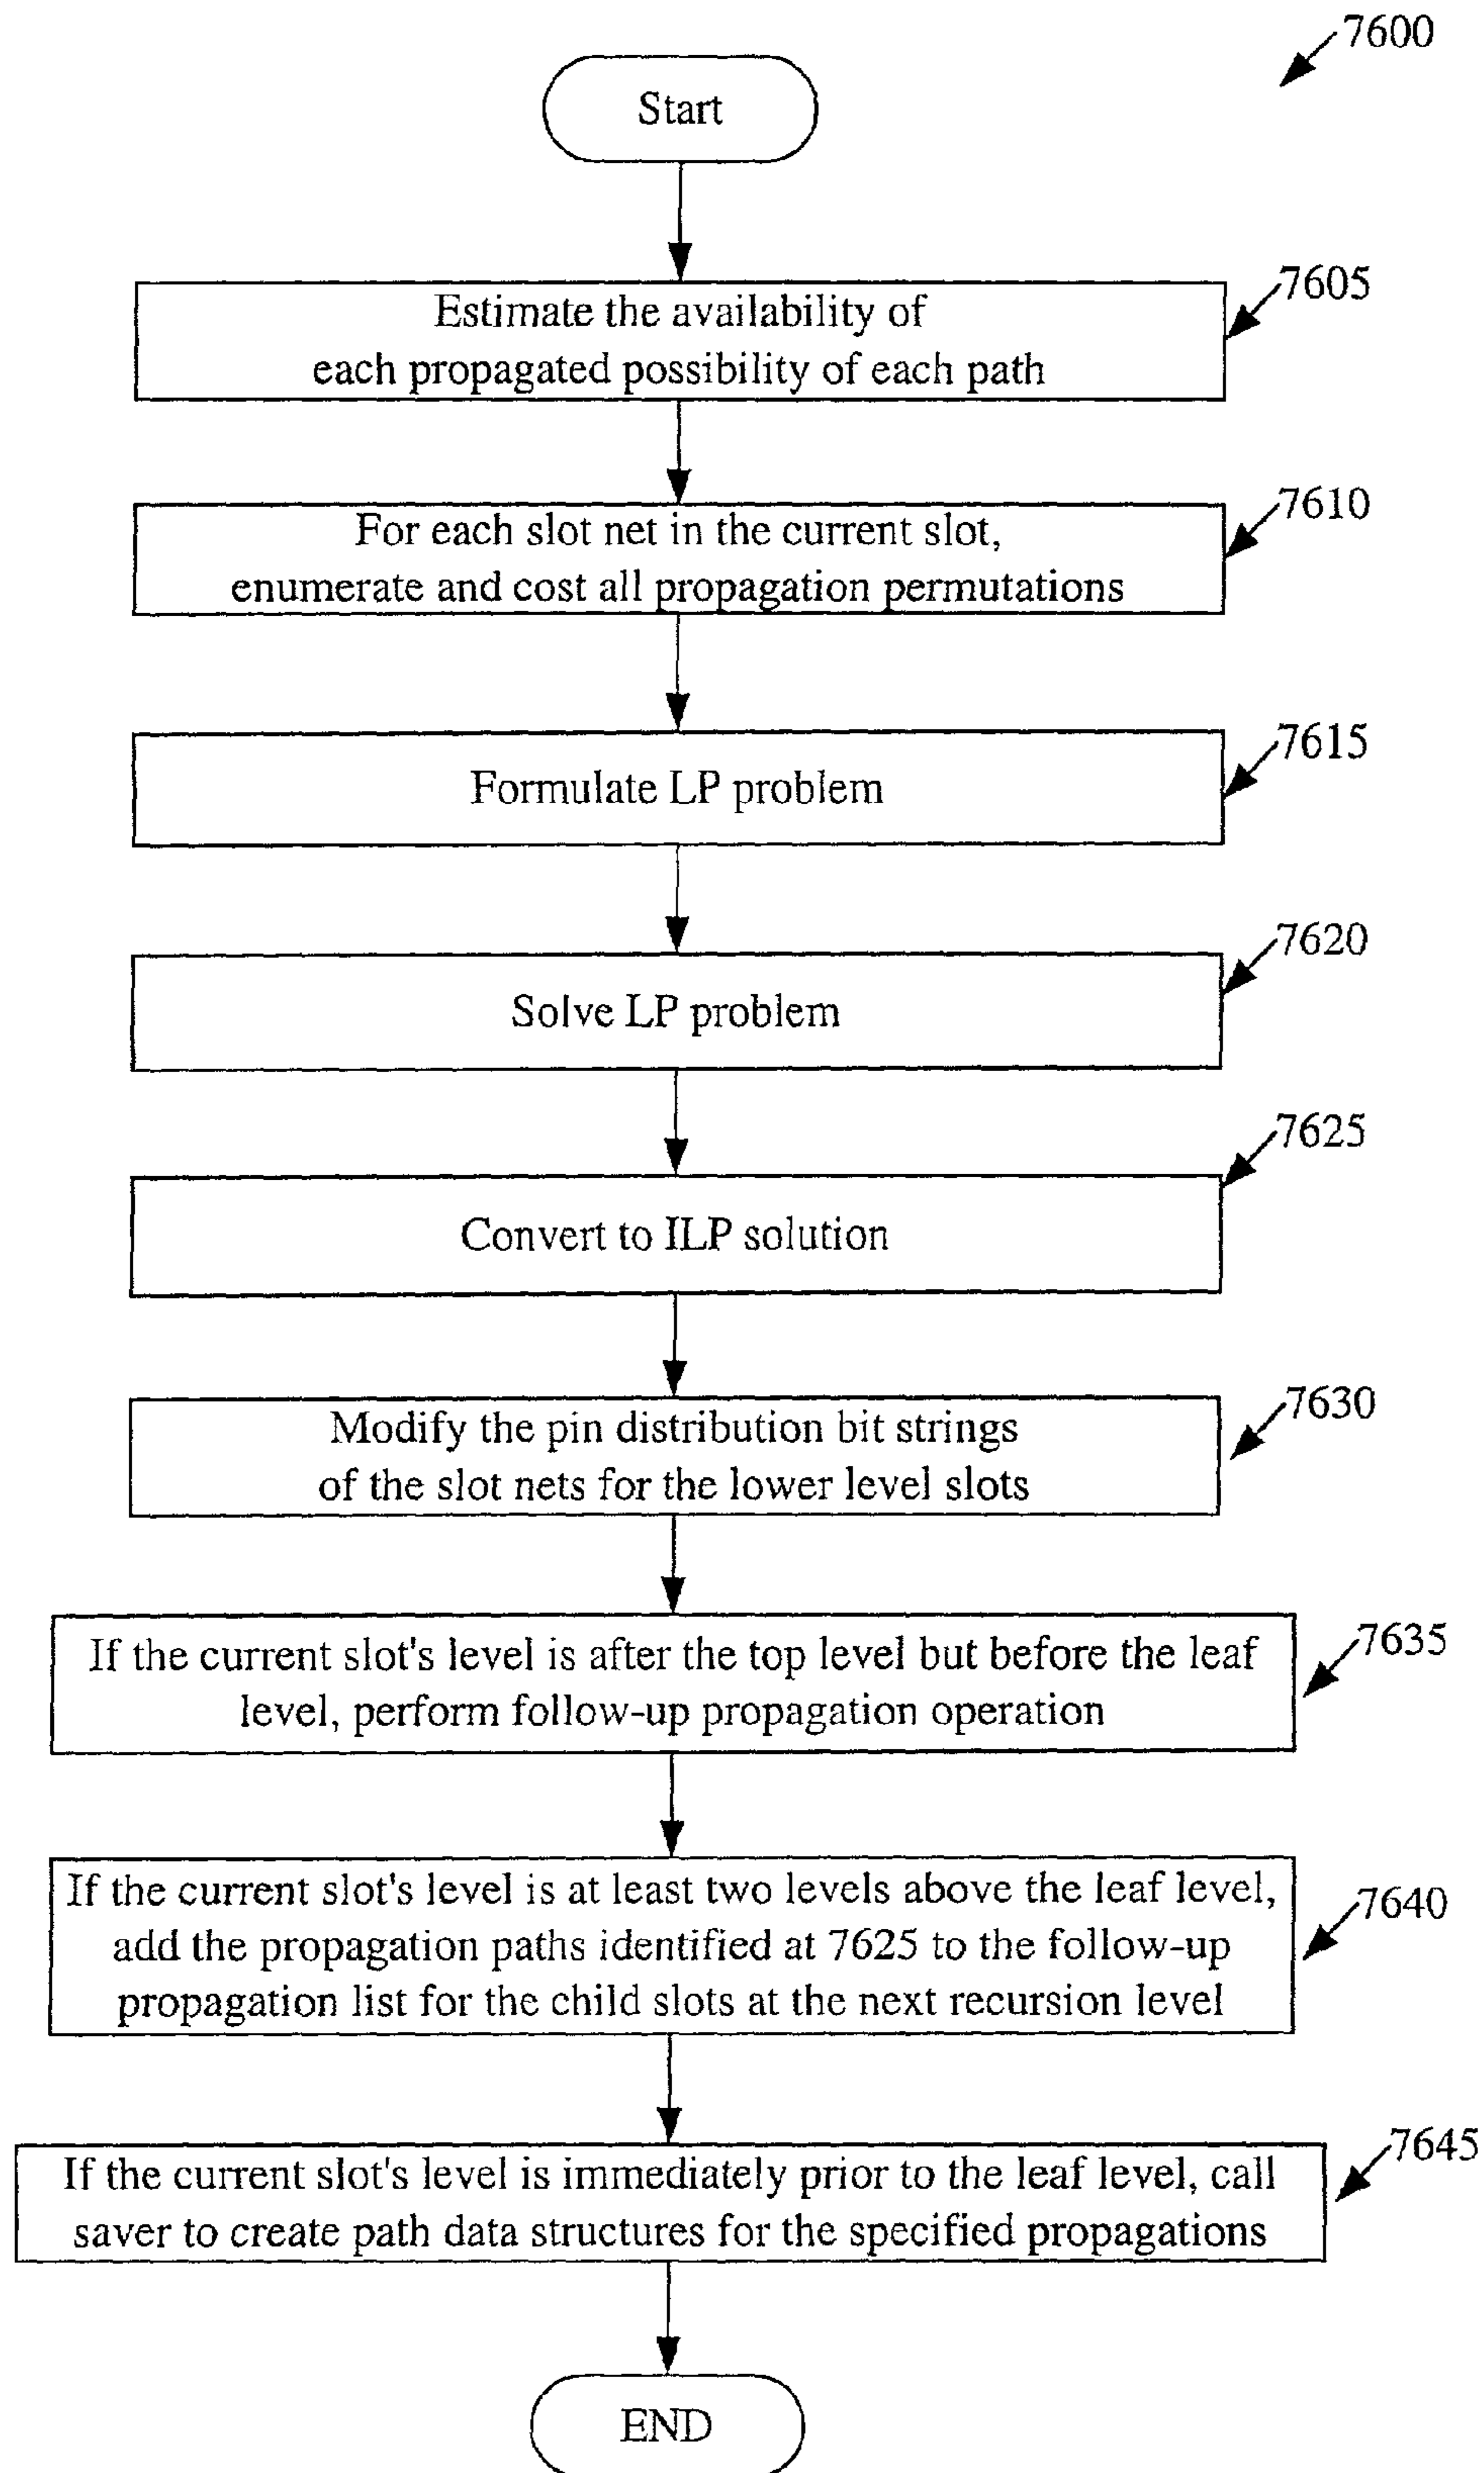 7600
Start
7605
Estimate the availability of
each propagated possibility of each path
7610
For each slot net in the current slot,
enumerate and cost all propagation permutations
7615
Formulate LP problem
7620
Solve LP problem
7625
Convert to ILP solution
7630
Modify the pin distribution bit strings
of the slot nets for the lower level slots
7635
If the current slot's level is after the top level but before the leaf
level, perform follow-up propagation operation
7640
If the current slot's level is at least two levels above the leaf level,
add the propagation paths identified at 7625 to the follow-up
propagation list for the child slots at the next recursion level
7645
If the current slot's level is immediately prior to the leaf level, call
saver to create path data structures for the specified propagations
END